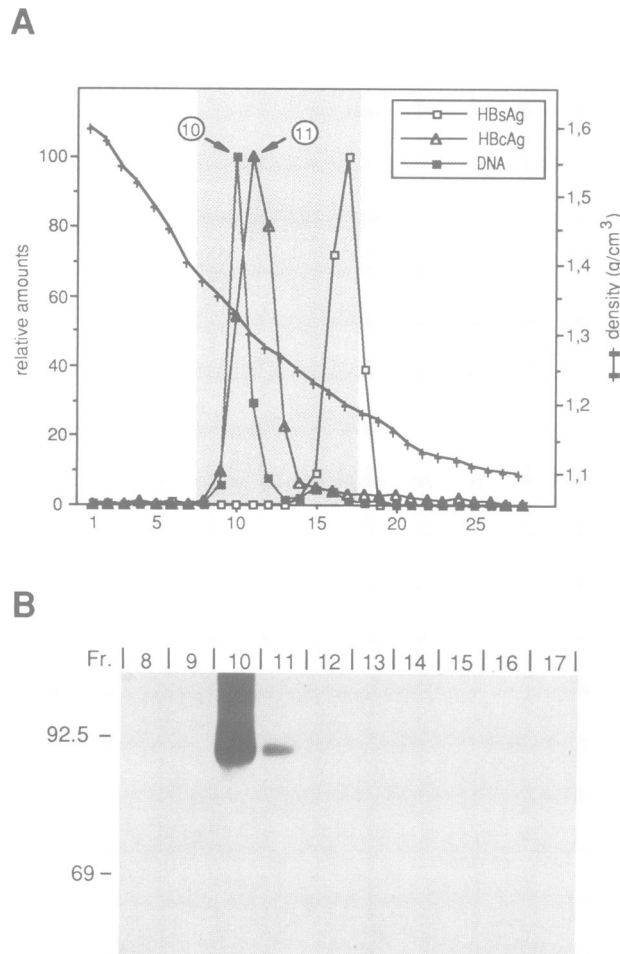 A
HBsAg
HBcAg
DNA
10
11
100
80
60
40
20
0
relative amounts
1,6
1,5
1,4
1,3
1,2
1,1
density (g/cm³)
1 5 10 15 20 25
B
Fr. | 8 | 9 | 10 | 11 | 12 | 13 | 14 | 15 | 16 | 17 |
92.5 –
69 –